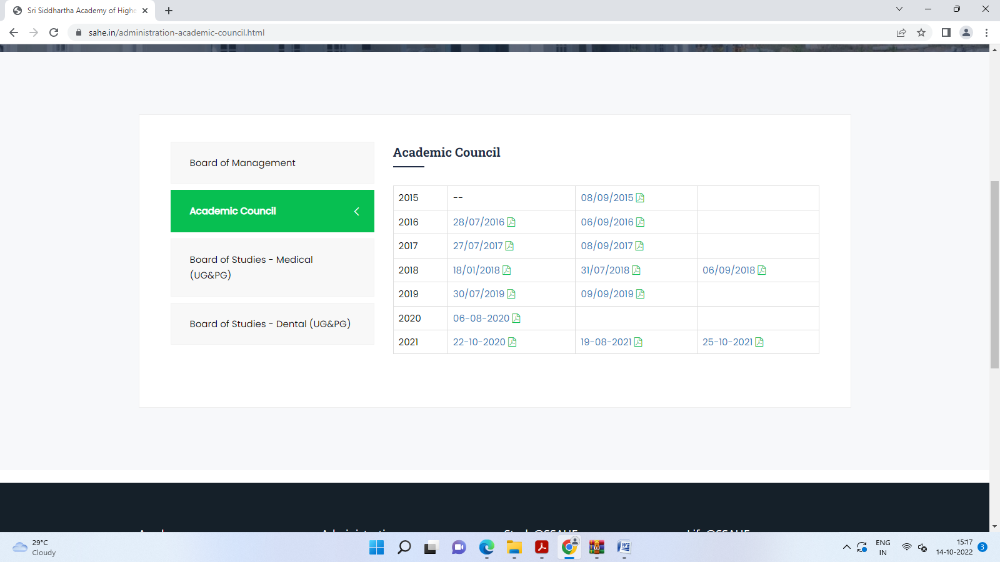 Sri Siddhartha Academy of Highe
sahe.in/administration-academic-council.html
Board of Management
Academic Council
Board of Studies - Medical
(UG&PG)
Board of Studies - Dental (UG&PG)
Academic Council
2015 -- 08/09/2015
2016 28/07/2016 06/09/2016
2017 27/07/2017 08/09/2017
2018 18/01/2018 31/07/2018 06/09/2018
2019 30/07/2019 09/09/2019
2020 06-08-2020
2021 22-10-2020 19-08-2021 25-10-2021
29°C
Cloudy
ENG
IN
15:17
14-10-2022
3